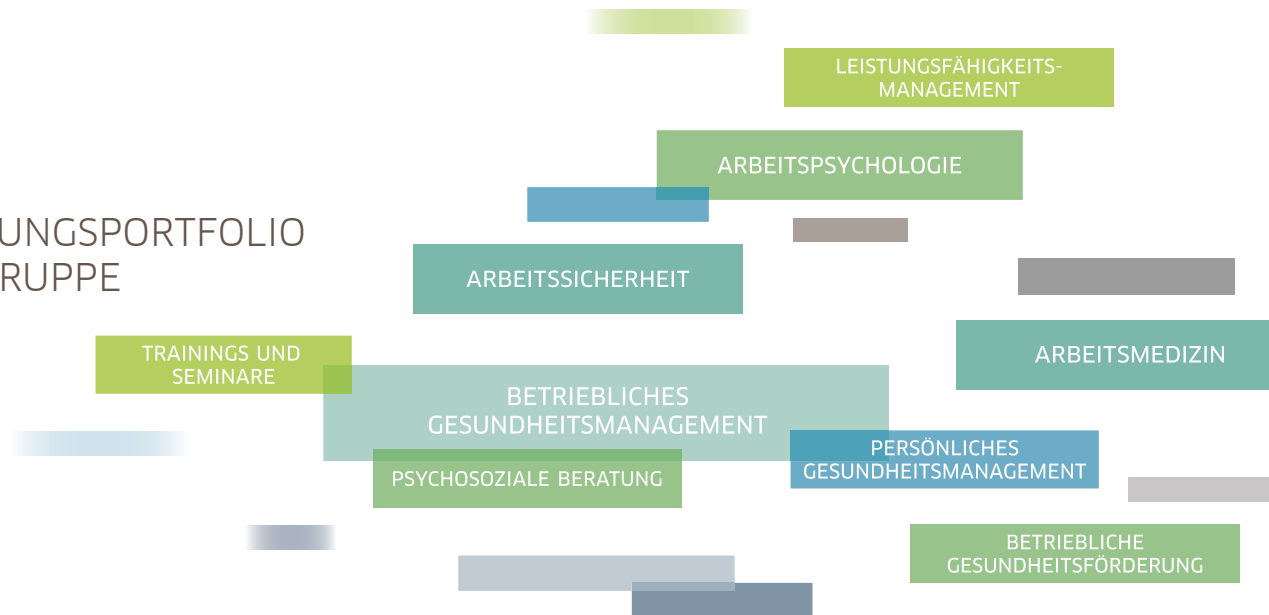 LEISTUNGSFÄHIGKEITS-
MANAGEMENT
ARBEITSPSYCHOLOGIE
UNGSPORTFOLIO
RUPPE
ARBEITSSICHERHEIT
TRAININGS UND
SEMINARE
ARBEITSMEDIZIN
BETRIEBLICHES
GESUNDHEITSMANAGEMENT
PERSÖNLICHES
GESUNDHEITSMANAGEMENT
PSYCHOSOZIALE BERATUNG
BETRIEBLICHE
GESUNDHEITSFÖRDERUNG